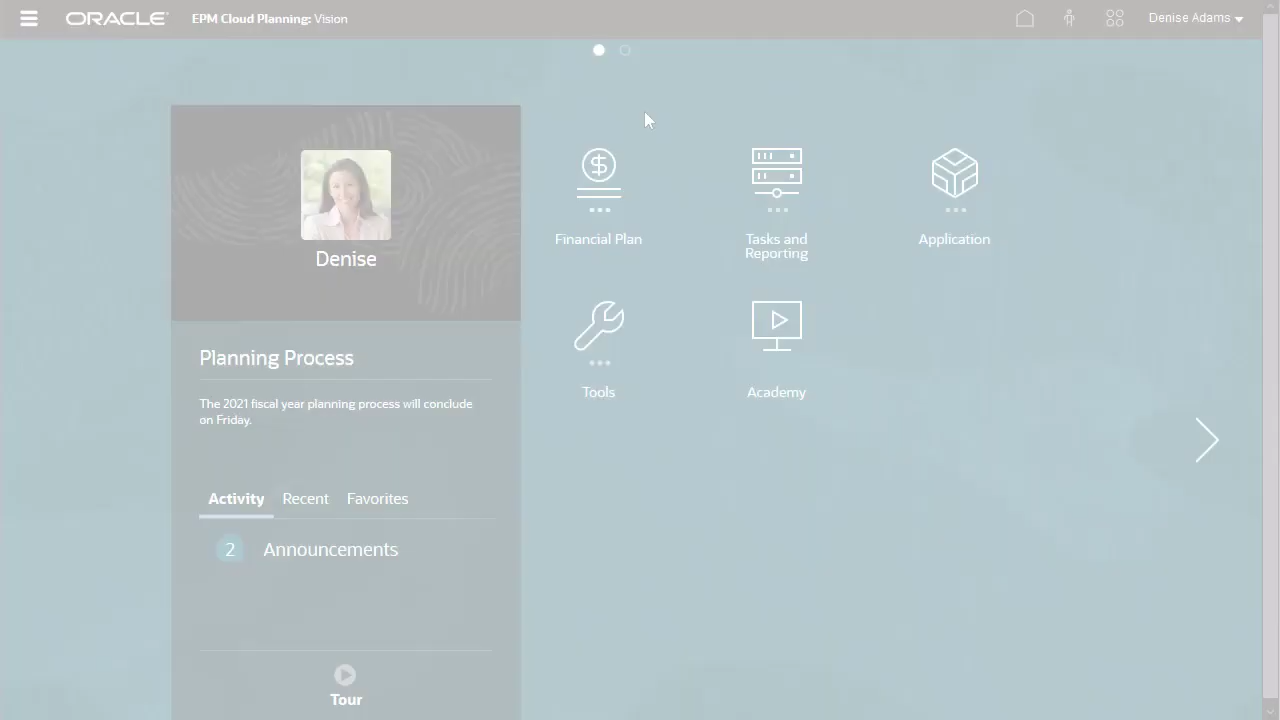 ORACLE EPM Cloud Planning: Vision Denise Adams
Denise
Planning Process
The 2021 fiscal year planning process will conclude
on Friday.
Activity Recent Favorites
2 Announcements
Tour
Financial Plan
Tasks and
Reporting
Application
Tools
Academy